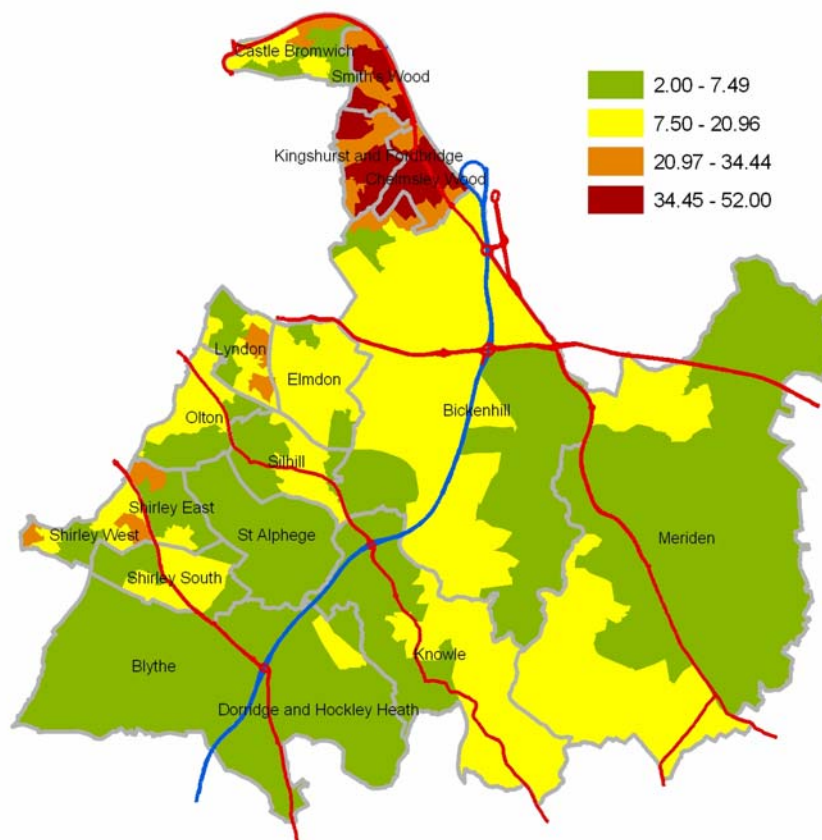 Castle Bromwich
Smith's Wood
Kingshurst and Fordbridge
Chelmsley Wood
2.00 - 7.49
7.50 - 20.96
20.97 - 34.44
34.45 - 52.00
Lyndon
Elmdon
Olton
Bickenhill
Silhill
Shirley East
Shirley West
St Alphege
Meriden
Shirley South
Knowle
Blythe
Dorridge and Hockley Heath